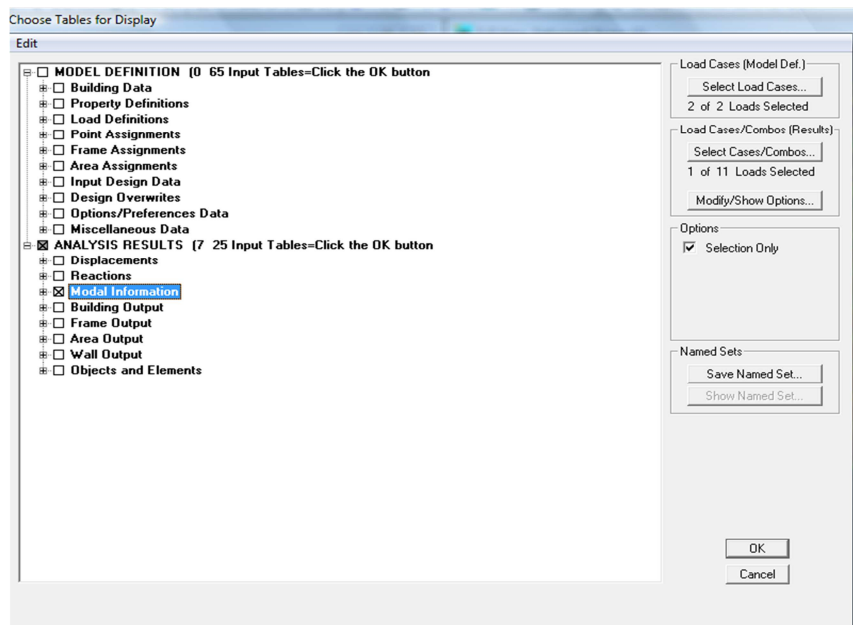 Choose Tables for Display
Edit
MODEL DEFINITION (0 65 Input Tables=Click the OK button
Building Data
Property Definitions
Load Definitions
Point Assignments
Frame Assignments
Area Assignments
Input Design Data
Design Overwrites
Options/Preferences Data
Miscellaneous Data
ANALYSIS RESULTS (7 25 Input Tables=Click the OK button
Displacements
Reactions
Modal Information
Building Output
Frame Output
Area Output
Wall Output
Objects and Elements
Load Cases (Model Def.)
Select Load Cases...
2 of 2 Loads Selected
Load Cases/Combos (Results)
Select Cases/Combos...
1 of 11 Loads Selected
Modify/Show Options...
Options
Selection Only
Named Sets
Save Named Set...
Show Named Set...
OK
Cancel